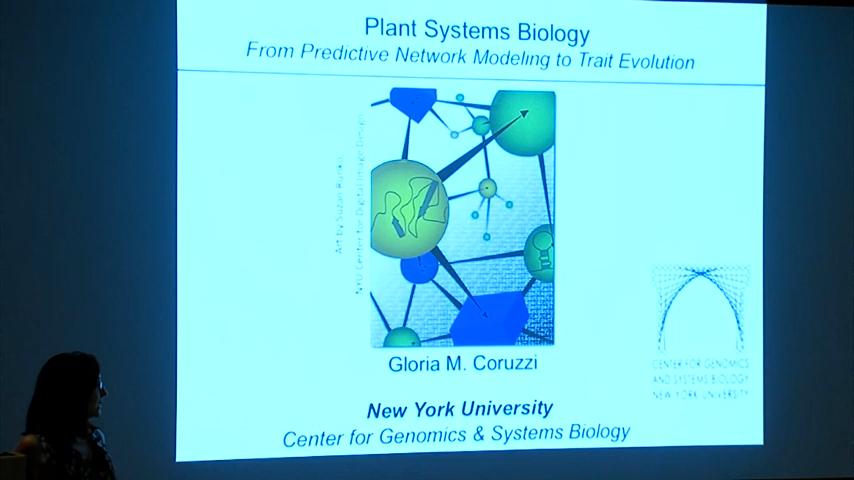 Plant Systems Biology
From Predictive Network Modeling to Trait Evolution
Art by Suzan Runko,
NYU Center for Digital Image Design
Gloria M. Coruzzi
CENTER FOR GENOMICS
AND SYSTEMS BIOLOGY
NEW YORK UNIVERSITY
New York University
Center for Genomics & Systems Biology